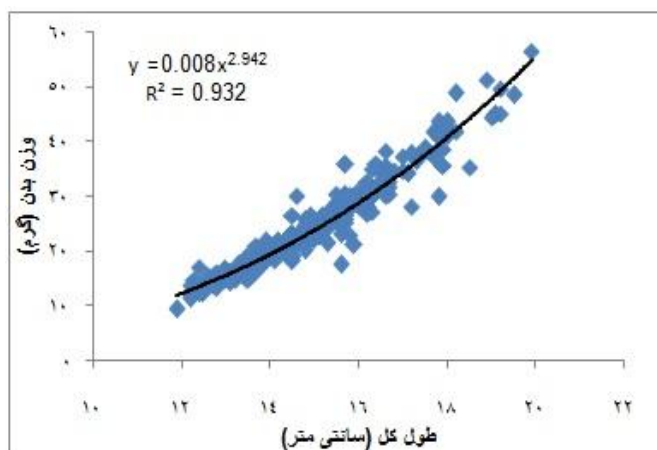 ۶۰
y =0.008x^2.942
R² = 0.932
۵۰
۴۰
۳۰
۲۰
۱۰
۰
وزن بدن (گرم)
۱۰ ۱۲ ۱۴ ۱۶ ۱۸ ۲۰ ۲۲
طول کل (سانتی متر)